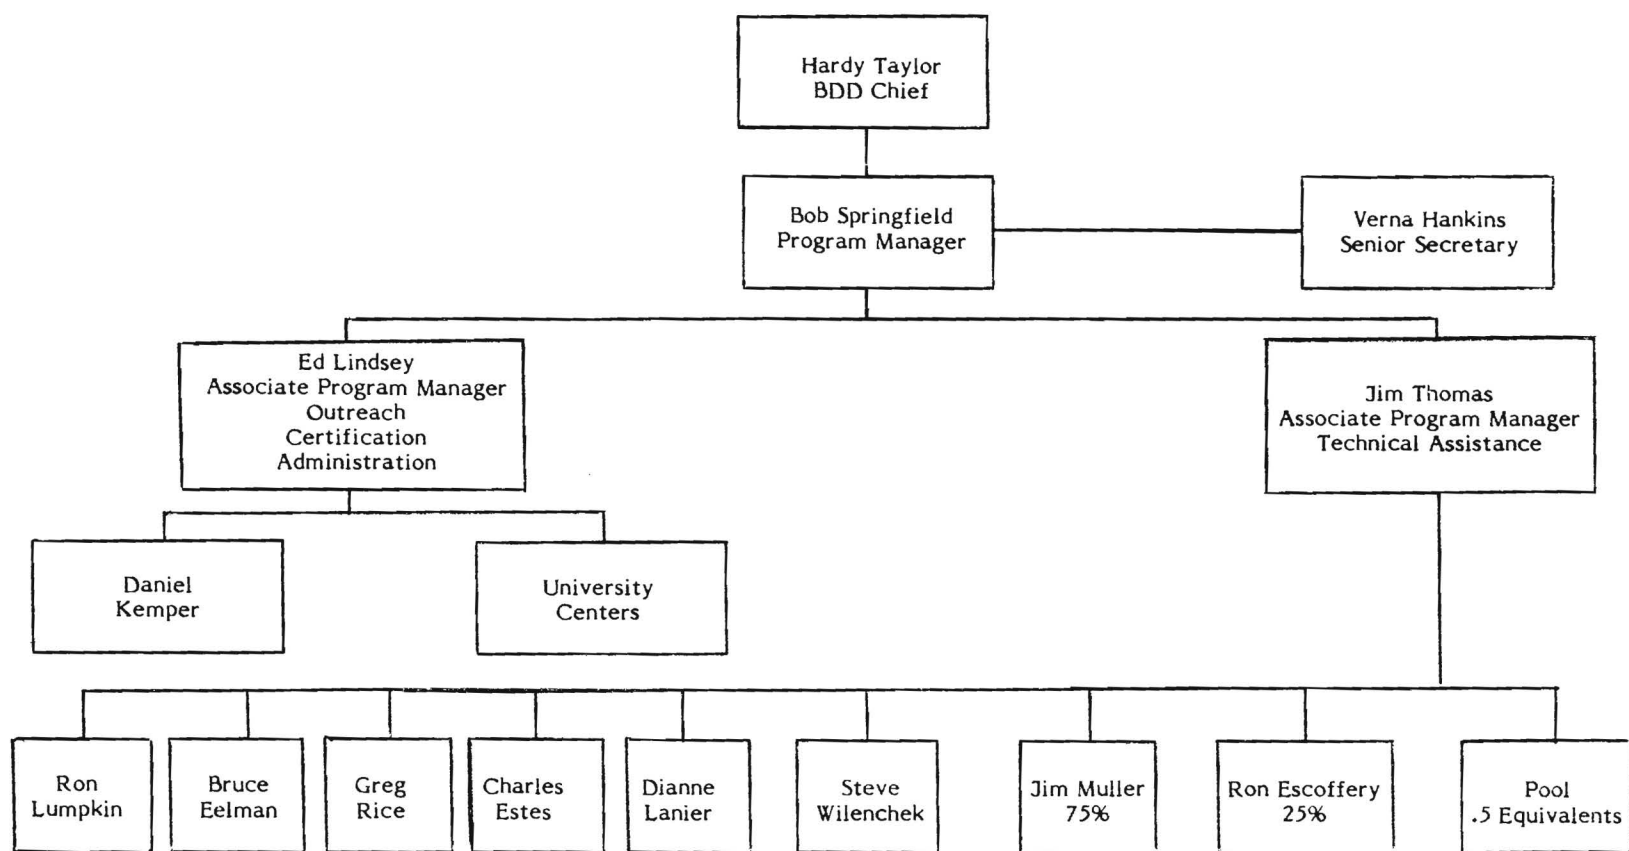 Hardy Taylor
BDD Chief
Bob Springfield
Program Manager
Verna Hankins
Senior Secretary
Ed Lindsey
Associate Program Manager
Outreach
Certification
Administration
Jim Thomas
Associate Program Manager
Technical Assistance
Daniel
Kemper
University
Centers
Ron
Lumpkin
Bruce
Eelman
Greg
Rice
Charles
Estes
Dianne
Lanier
Steve
Wilenchek
Jim Muller
75%
Ron Escoffery
25%
Pool
.5 Equivalents